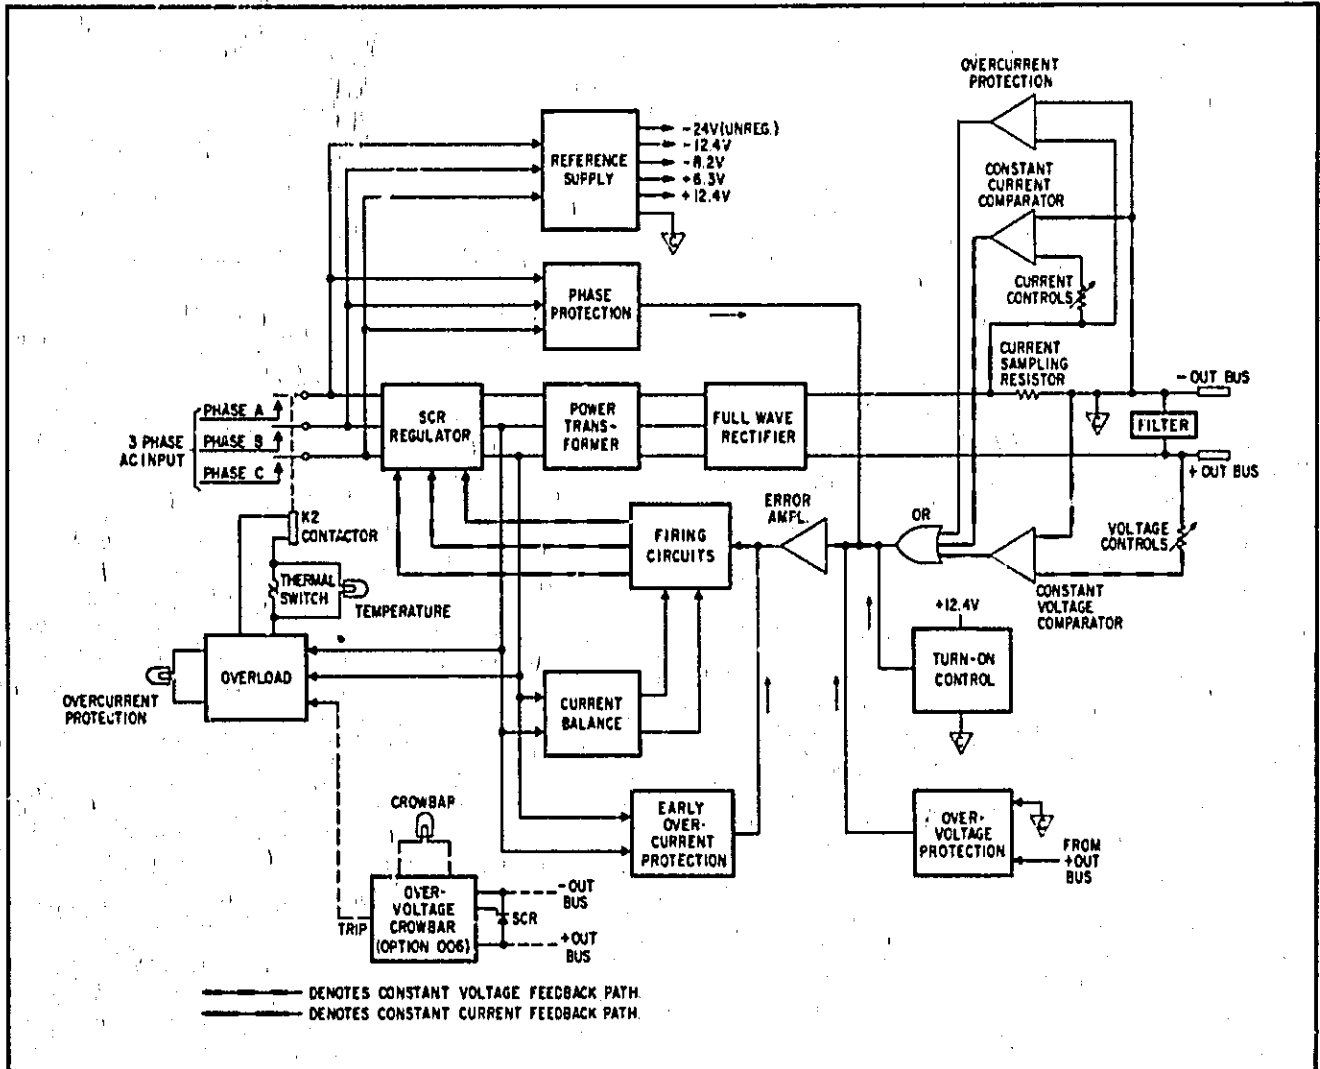 OVERCURRENT
PROTECTION
REFERENCE
SUPPLY
-24V(UNREG.)
-12.4V
-8.2V
+6.3V
+12.4V
C
CONSTANT
CURRENT
COMPARATOR
PHASE
PROTECTION
CURRENT
CONTROLS
CURRENT
SAMPLING
RESISTOR
3 PHASE
AC INPUT
PHASE A
PHASE B
PHASE C
SCR
REGULATOR
POWER
TRANS-
FORMER
FULL WAVE
RECTIFIER
C
-OUT BUS
FILTER
+OUT BUS
K2
CONTACTOR
THERMAL
SWITCH
TEMPERATURE
FIRING
CIRCUITS
ERROR
AMPL.
OR
VOLTAGE
CONTROLS
CONSTANT
VOLTAGE
COMPARATOR
+12.4V
TURN-ON
CONTROL
C
OVERLOAD
OVERCURRENT
PROTECTION
CURRENT
BALANCE
CROWBAR
EARLY
OVER-
CURRENT
PROTECTION
OVER-
VOLTAGE
PROTECTION
C
FROM
+OUT
BUS
TRIP
OVER-
VOLTAGE
CROWBAR
(OPTION 006)
SCR
-OUT
BUS
+OUT
BUS
DENOTES CONSTANT VOLTAGE FEEDBACK PATH.
DENOTES CONSTANT CURRENT FEEDBACK PATH.